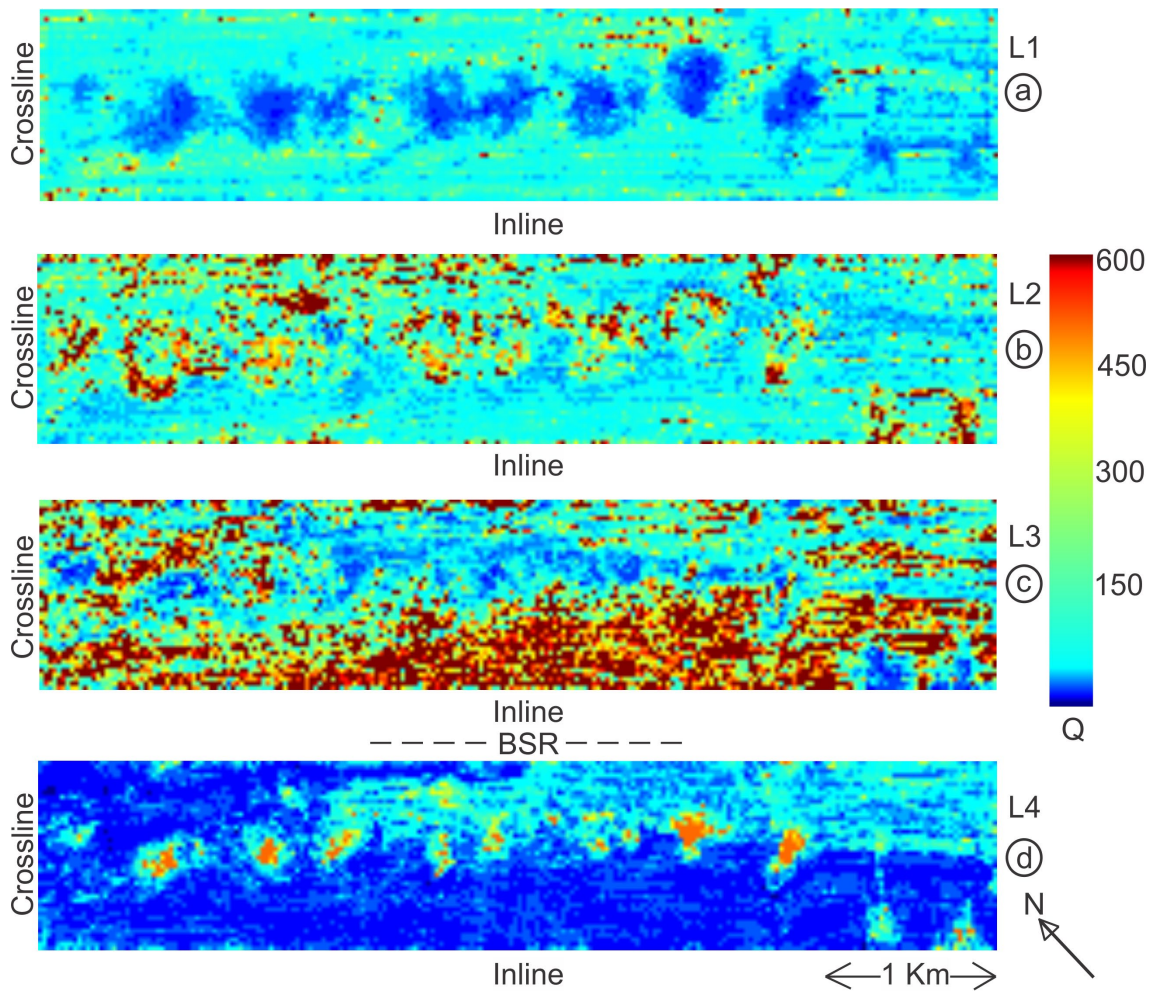 Crossline
L1
a
Inline
Crossline
L2
b
Inline
600
450
300
150
Q
Crossline
L3
c
Inline
BSR
Crossline
L4
d
N
Inline
1 Km